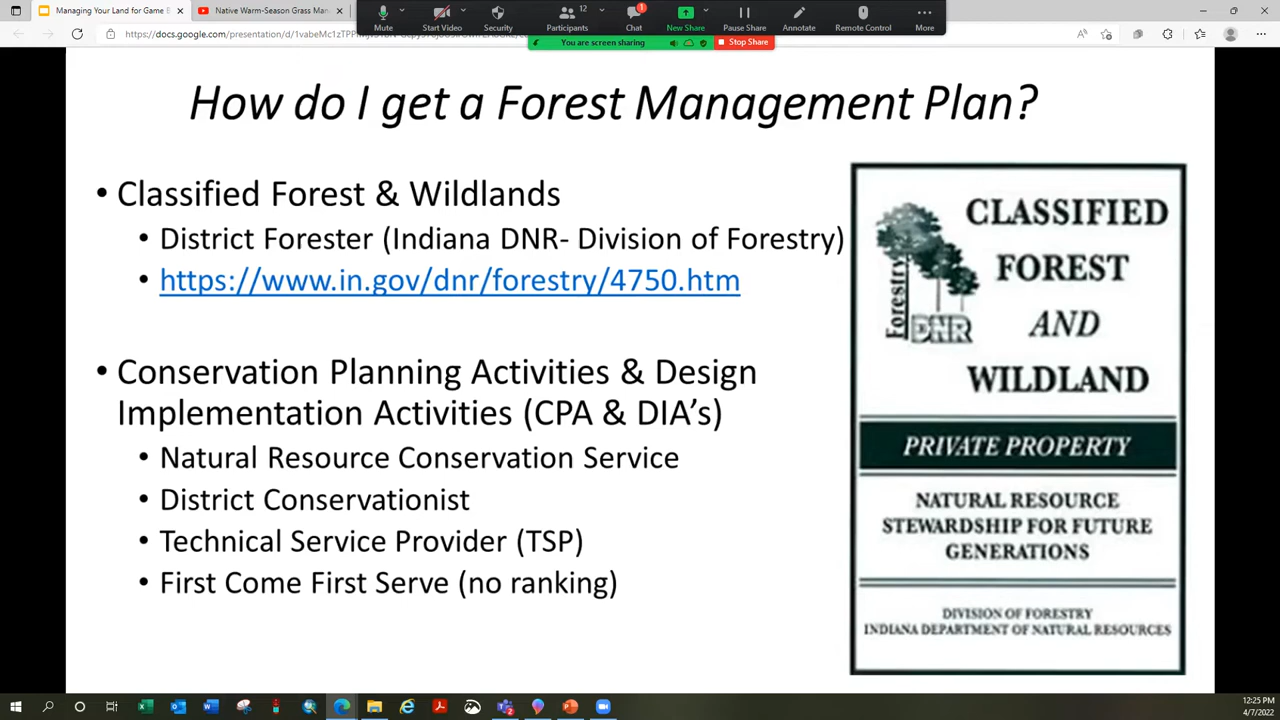 Managing Your Land for Game B
Native Warm-Season Grass Man
Mute
Start Video
Security
12
Participants
1
Chat
New Share
Pause Share
Annotate
Remote Control
More
You are screen sharing
Stop Share
How do I get a Forest Management Plan?
• Classified Forest & Wildlands
• District Forester (Indiana DNR- Division of Forestry)
• https://www.in.gov/dnr/forestry/4750.htm
• Conservation Planning Activities & Design
Implementation Activities (CPA & DIA's)
• Natural Resource Conservation Service
• District Conservationist
• Technical Service Provider (TSP)
• First Come First Serve (no ranking)
Forestry
DNR
CLASSIFIED
FOREST
AND
WILDLAND
PRIVATE PROPERTY
NATURAL RESOURCE
STEWARDSHIP FOR FUTURE
GENERATIONS
DIVISION OF FORESTRY
INDIANA DEPARTMENT OF NATURAL RESOURCES
12:25 PM
4/7/2022